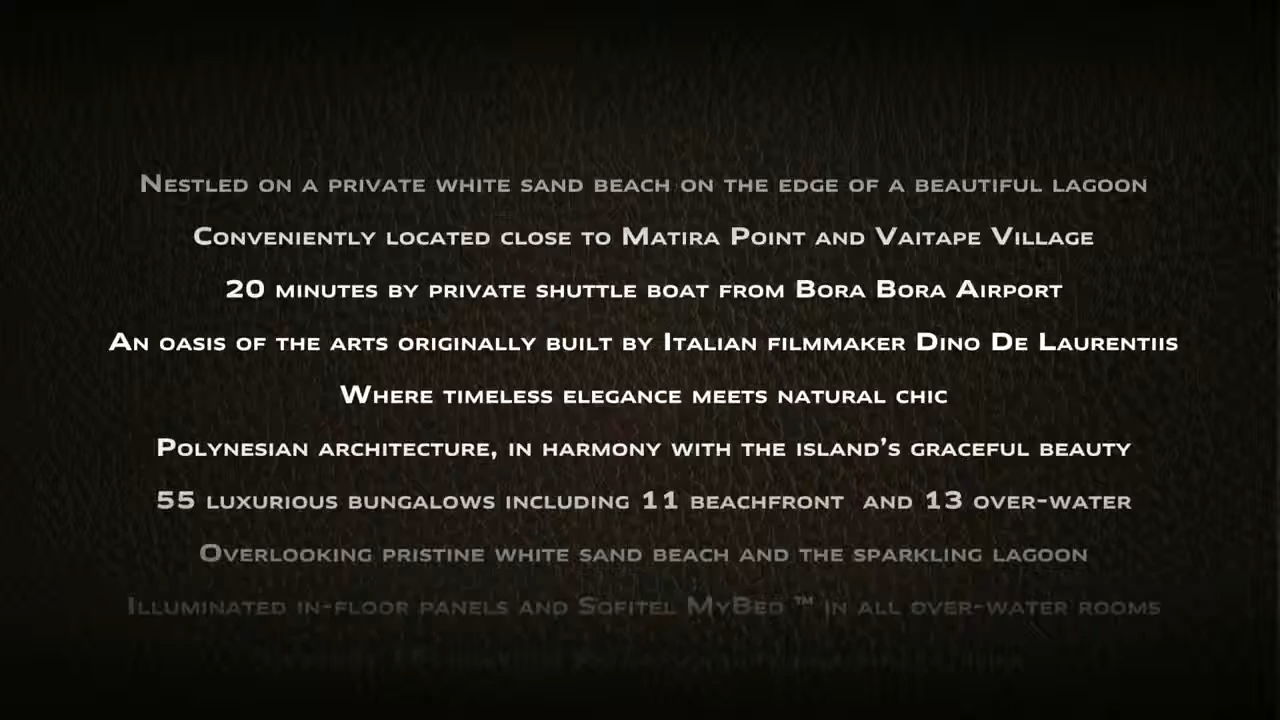 Nestled on a private white sand beach on the edge of a beautiful lagoon
Conveniently located close to Matira Point and Vaitape Village
20 minutes by private shuttle boat from Bora Bora Airport
An oasis of the arts originally built by Italian filmmaker Dino De Laurentiis
Where timeless elegance meets natural chic
Polynesian architecture, in harmony with the island's graceful beauty
55 luxurious bungalows including 11 beachfront and 13 over-water
Overlooking pristine white sand beach and the sparkling lagoon
Illuminated in-floor panels and Sofitel MyBed ™ in all over-water rooms